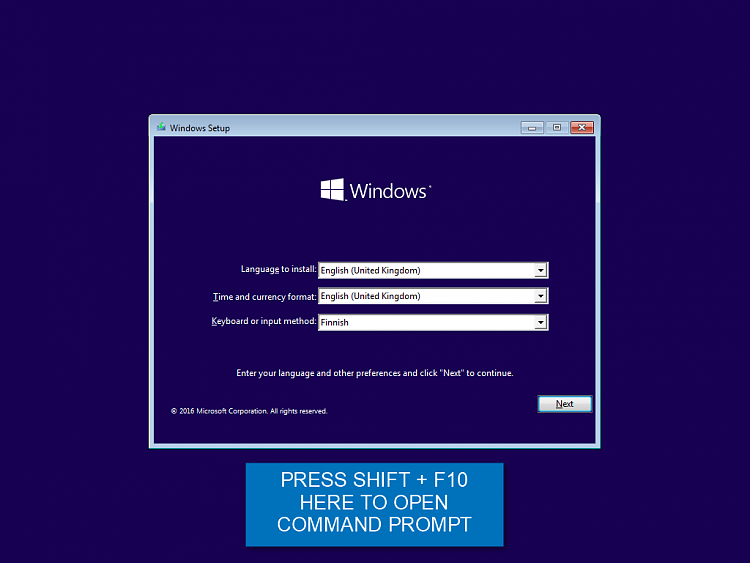 Windows Setup
Windows
Language to install: English (United Kingdom)
Time and currency format: English (United Kingdom)
Keyboard or input method: Finnish
Enter your language and other preferences and click "Next" to continue.
Next
© 2016 Microsoft Corporation. All rights reserved.
PRESS SHIFT + F10
HERE TO OPEN
COMMAND PROMPT